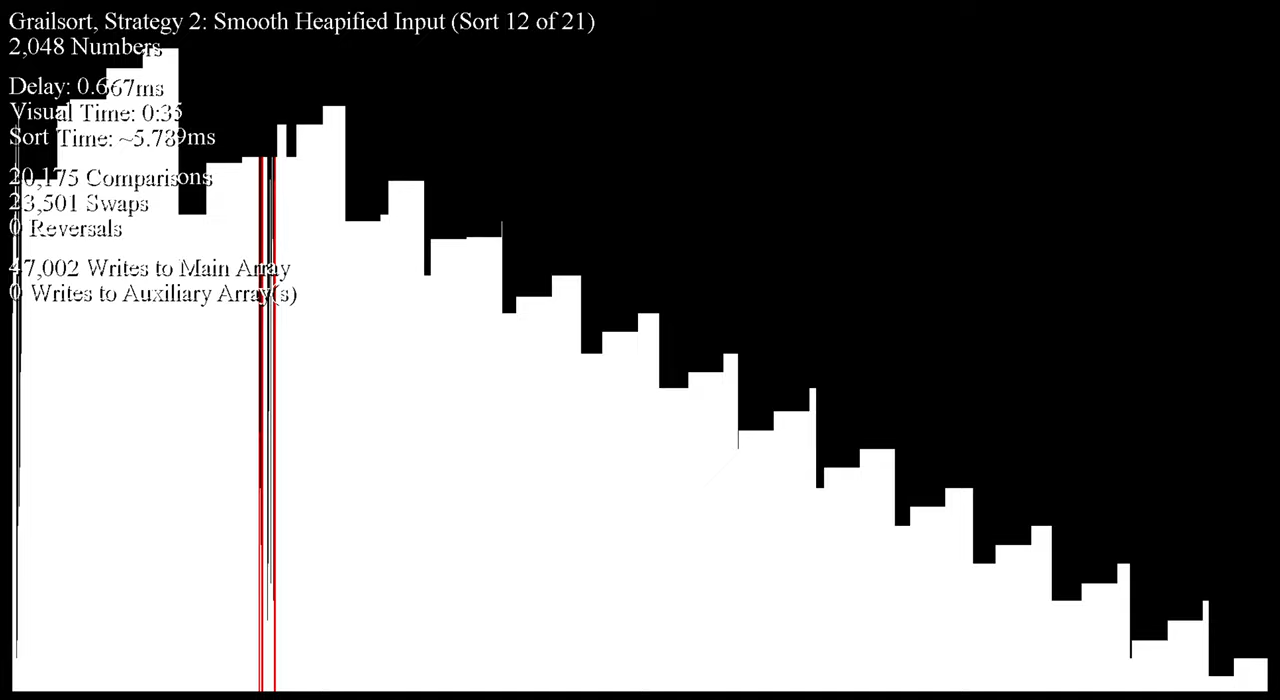 Grailsort, Strategy 2: Smooth Heapified Input (Sort 12 of 21)
2,048 Numbers
Delay: 0.667ms
Visual Time: 0:35
Sort Time: ~5.789ms
20,175 Comparisons
23,501 Swaps
0 Reversals
47,002 Writes to Main Array
0 Writes to Auxiliary Array(s)